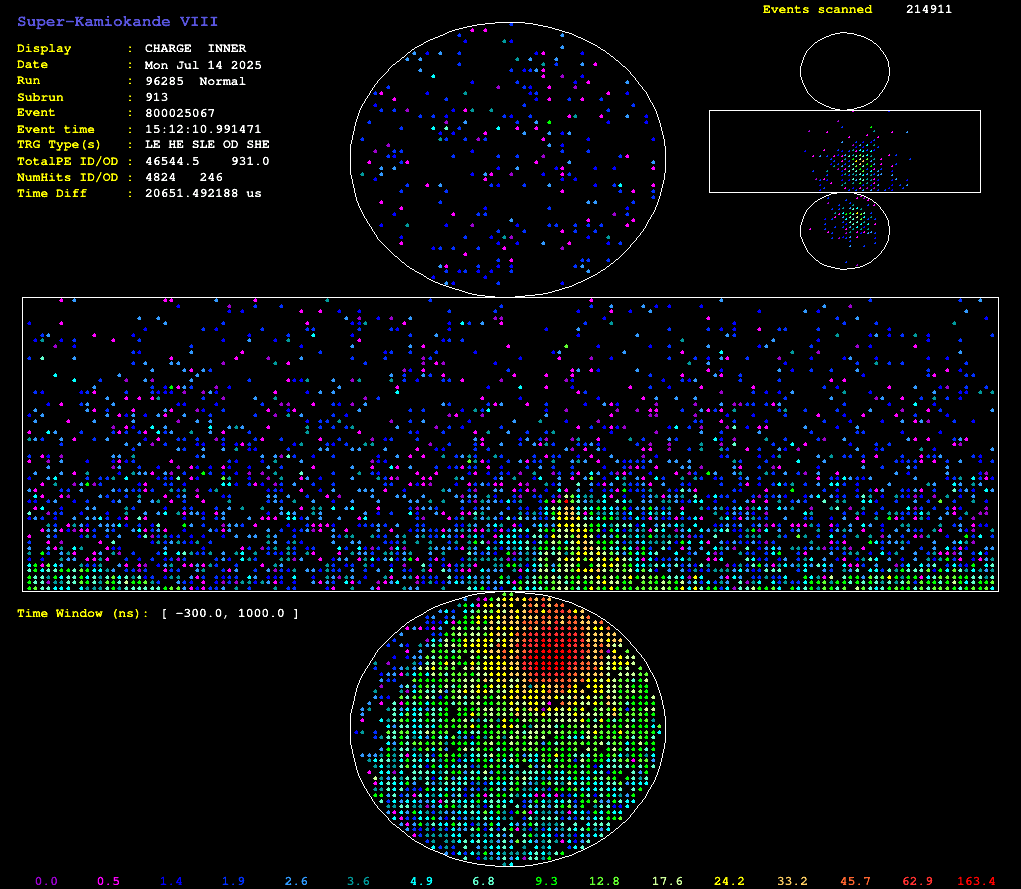 Super-Kamiokande VIII
Events scanned 214911
Display : CHARGE INNER
Date : Mon Jul 14 2025
Run : 96285 Normal
Subrun : 913
Event : 800025067
Event time : 15:12:10.991471
TRG Type(s) : LE HE SLE OD SHE
TotalPE ID/OD : 46544.5 931.0
NumHits ID/OD : 4824 246
Time Diff : 20651.492188 us
Time Window (ns): [ -300.0, 1000.0 ]
0.0 0.5 1.4 1.9 2.6 3.6 4.9 6.8 9.3 12.8 17.6 24.2 33.2 45.7 62.9 163.4